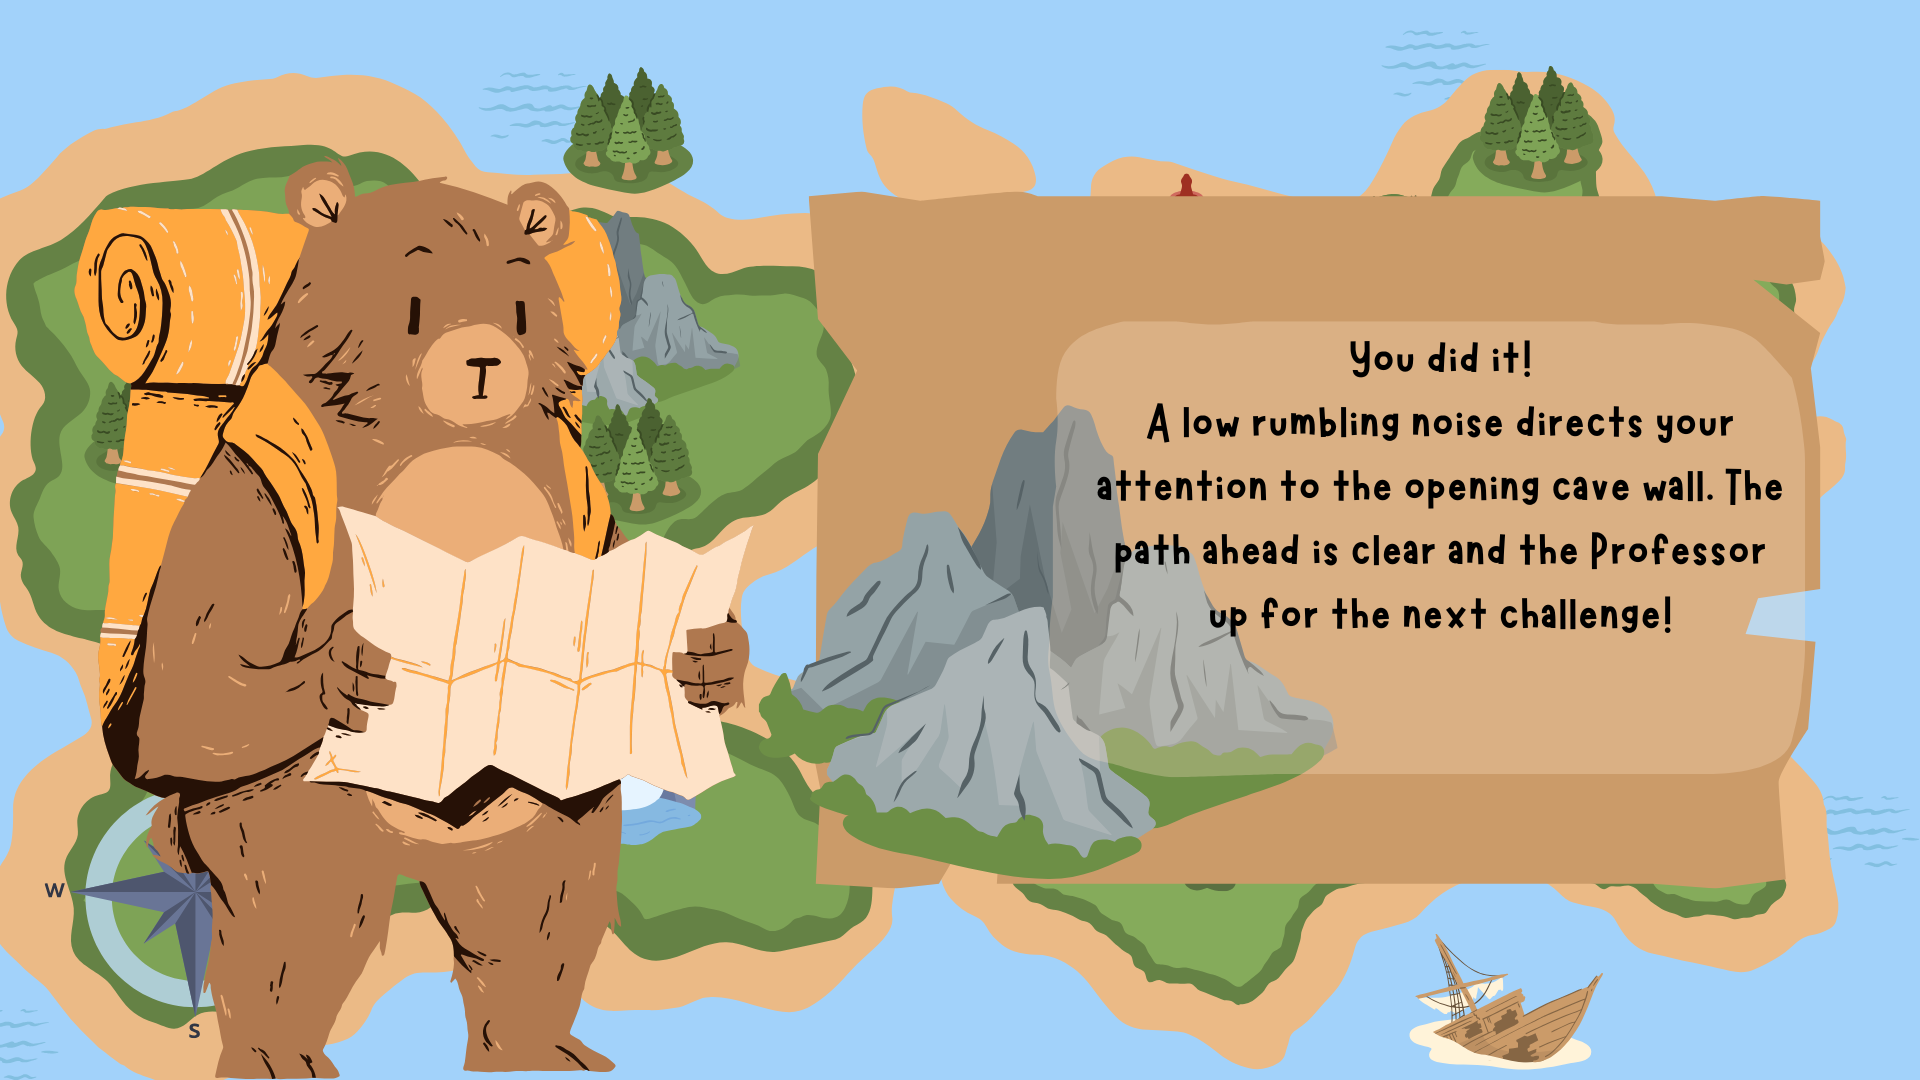 You did it!
A low rumbling noise directs your
attention to the opening cave wall. The
path ahead is clear and the Professor
up for the next challenge!
W
S